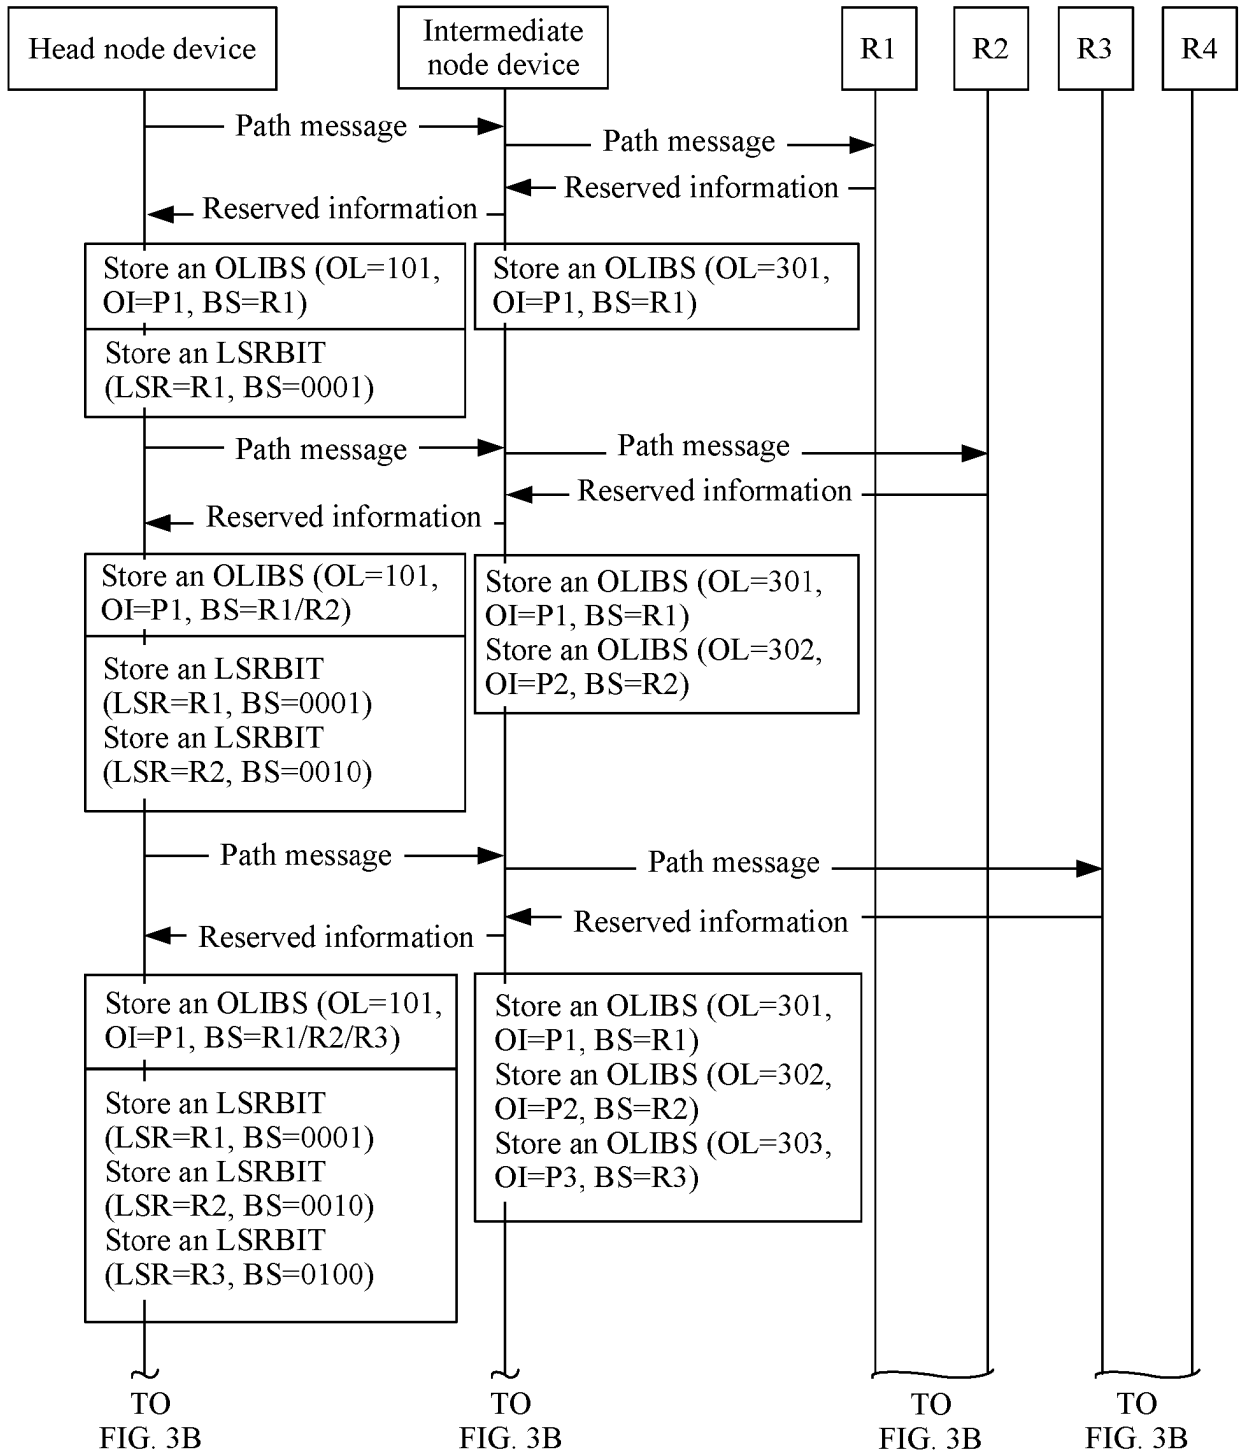 Head node device
Intermediate
node device
R1
R2
R3
R4
Path message
Path message
Reserved information
Reserved information
Store an OLIBS (OL=101,
OI=P1, BS=R1)
Store an OLIBS (OL=301,
OI=P1, BS=R1)
Store an LSRBIT
(LSR=R1, BS=0001)
Path message
Path message
Reserved information
Reserved information
Store an OLIBS (OL=101,
OI=P1, BS=R1/R2)
Store an LSRBIT
(LSR=R1, BS=0001)
Store an LSRBIT
(LSR=R2, BS=0010)
Store an OLIBS (OL=301,
OI=P1, BS=R1)
Store an OLIBS (OL=302,
OI=P2, BS=R2)
Path message
Path message
Reserved information
Reserved information
Store an OLIBS (OL=101,
OI=P1, BS=R1/R2/R3)
Store an LSRBIT
(LSR=R1, BS=0001)
Store an LSRBIT
(LSR=R2, BS=0010)
Store an LSRBIT
(LSR=R3, BS=0100)
Store an OLIBS (OL=301,
OI=P1, BS=R1)
Store an OLIBS (OL=302,
OI=P2, BS=R2)
Store an OLIBS (OL=303,
OI=P3, BS=R3)
TO
FIG. 3B
TO
FIG. 3B
TO
FIG. 3B
TO
FIG. 3B